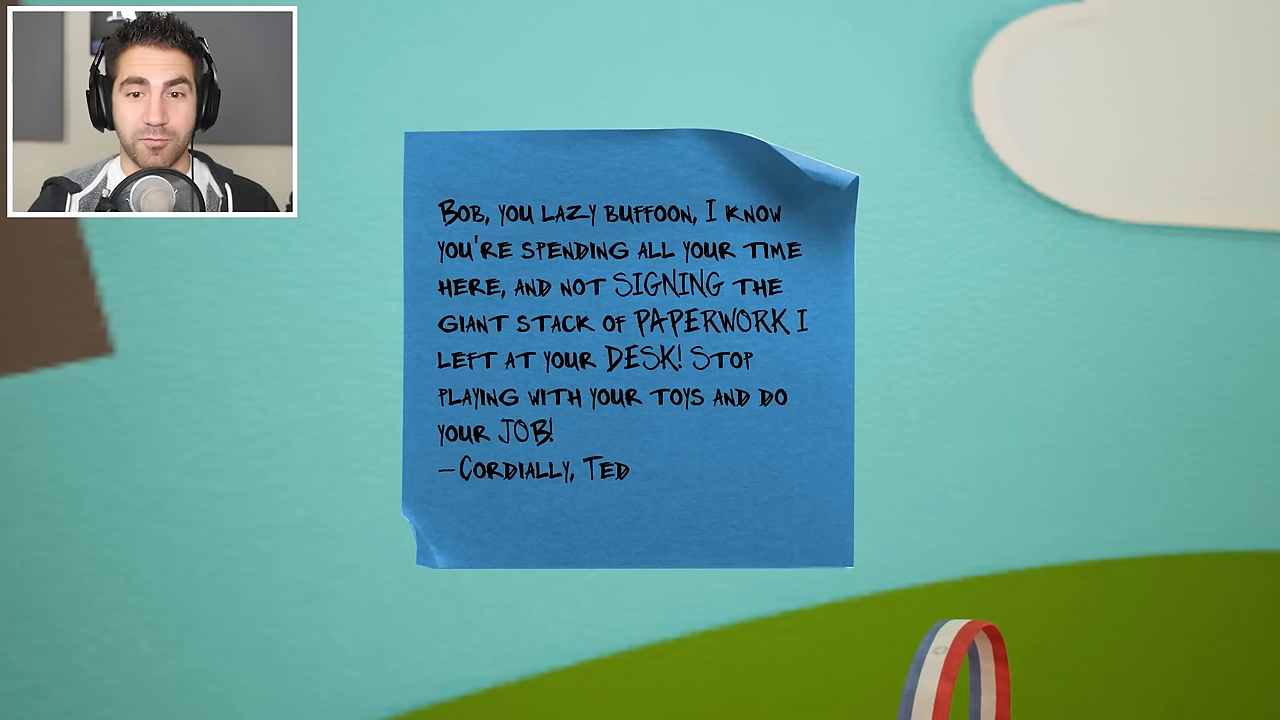 Bob, you lazy buffoon, I know
you're spending all your time
here, and not SIGNING the
giant stack of PAPERWORK I
left at your DESK! Stop
playing with your toys and do
your JOB!
—Cordially, Ted